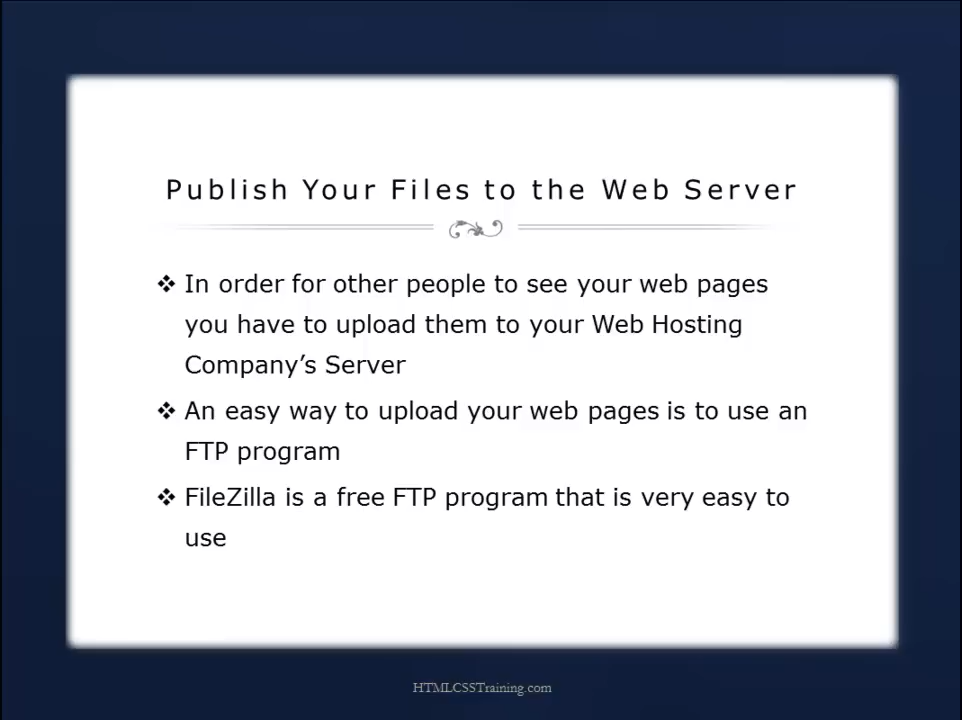 Publish Your Files to the Web Server
❖ In order for other people to see your web pages
you have to upload them to your Web Hosting
Company’s Server
❖ An easy way to upload your web pages is to use an
FTP program
❖ FileZilla is a free FTP program that is very easy to
use
HTMLCSSTraining.com